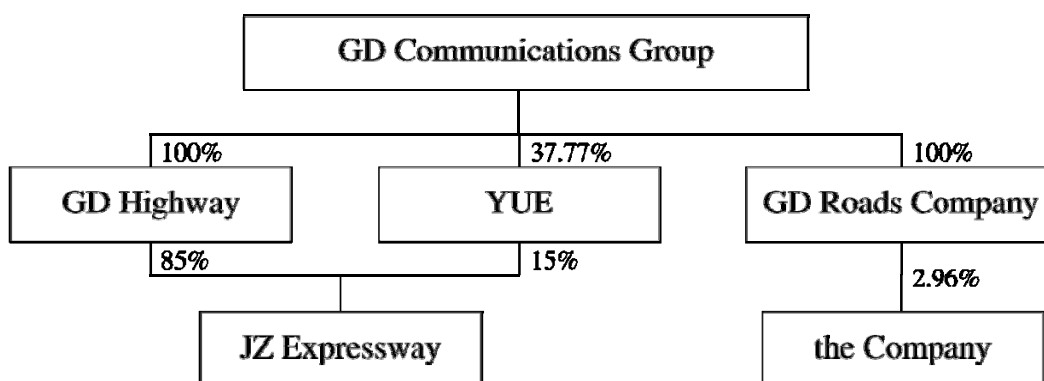 GD Communications Group
100%
37.77%
100%
GD Highway
YUE
GD Roads Company
85%
15%
2.96%
JZ Expressway
the Company